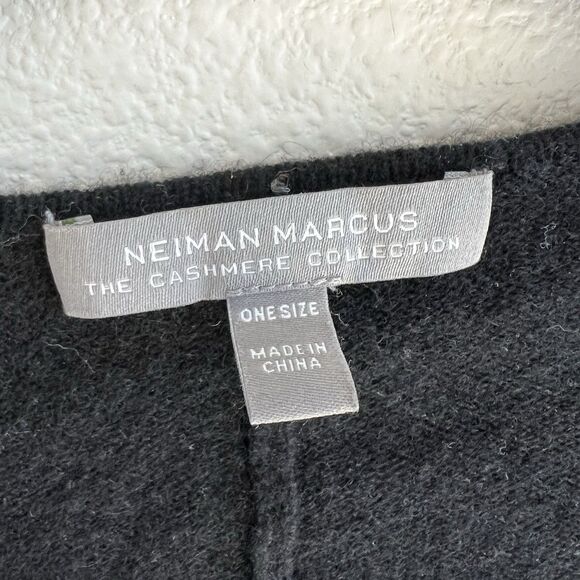 NEIMAN MARCUS
THE CASHMERE COLLECTION
ONE SIZE
MADE IN
CHINA